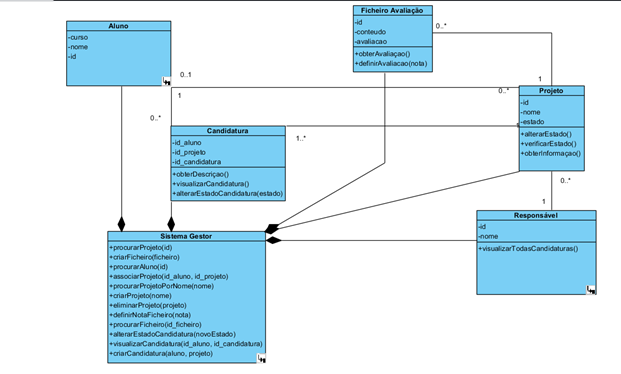 Aluno
-curso
-nome
-id
Ficheiro Avaliação
-id
-conteudo
-avaliacao
+obterAvaliaçao()
+definirAvaliacao(nota)
0..*
1
0..1
1
0..*
0..*
1..*
Projeto
-id
-nome
-estado
+alterarEstado()
+verificarEstado()
+obterInformaçao()
Candidatura
-id_aluno
-id_projeto
-id_candidatura
+obterDescriçao()
+visualizarCandidatura()
+alterarEstadoCandidatura(estado)
0..*
1
Responsável
-id
-nome
+visualizarTodasCandidaturas()
Sistema Gestor
+procurarProjeto(id)
+criarFicheiro(ficheiro)
+procurarAluno(id)
+associarProjeto(id_aluno, id_projeto)
+procurarProjetoPorNome(nome)
+criarProjeto(nome)
+eliminarProjeto(projeto)
+definirNotaFicheiro(nota)
+procurarFicheiro(id_ficheiro)
+alterarEstadoCandidatura(novoEstado)
+visualizarCandidatura(id_aluno, id_candidatura)
+criarCandidatura(aluno, projeto)